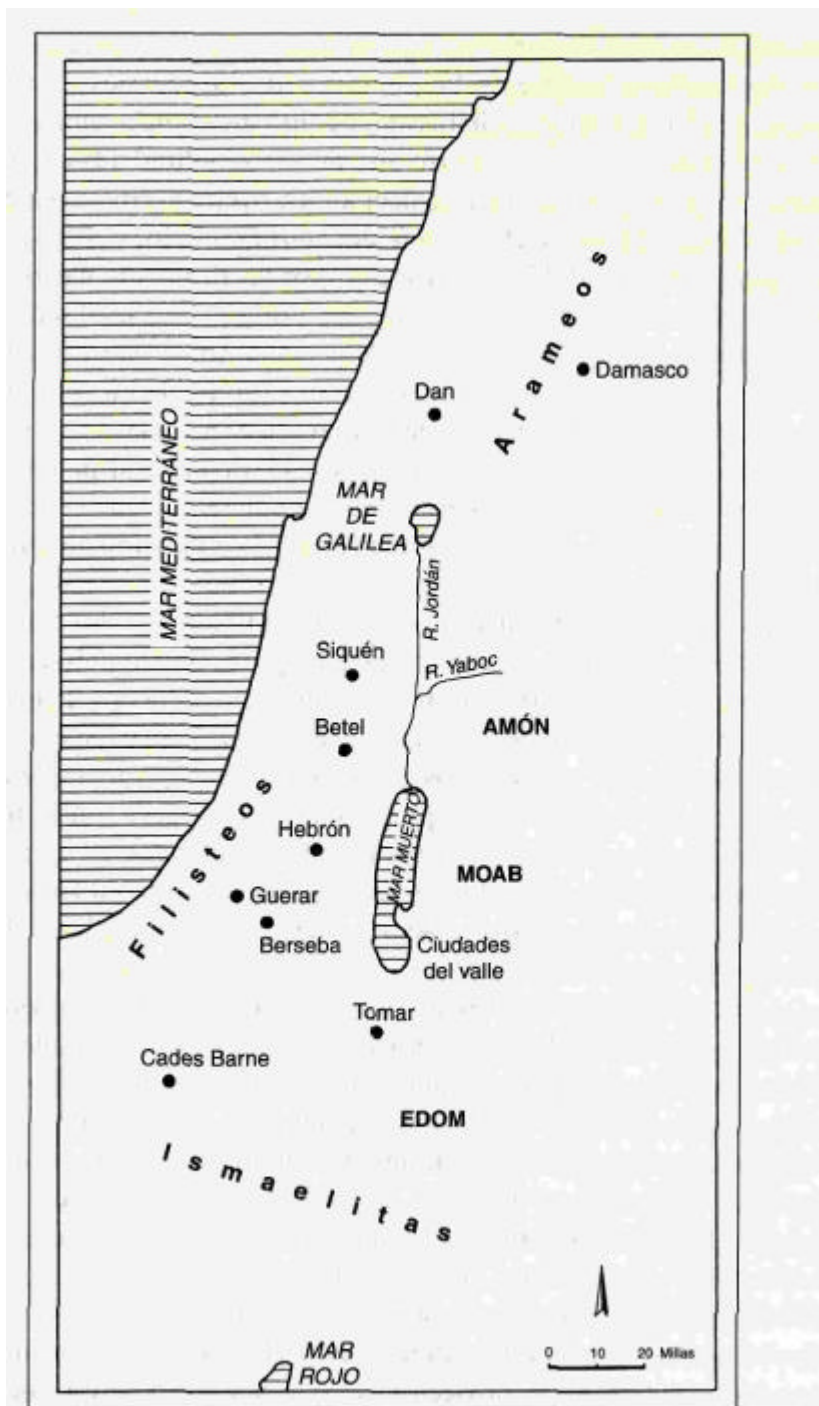 Arameos
Damasco
Dan
MAR MEDITERRÁNEO
MAR
DE
GALILEA
R. Jordán
Siquén
R. Yaboc
AMÓN
Betel
Filisteos
Hebrón
MAR MUERTO
MOAB
Guerar
Berseba
Ciudades
del valle
Tomar
Cades Barne
EDOM
Ismaelitas
0 10 20 Millas
MAR
ROJO